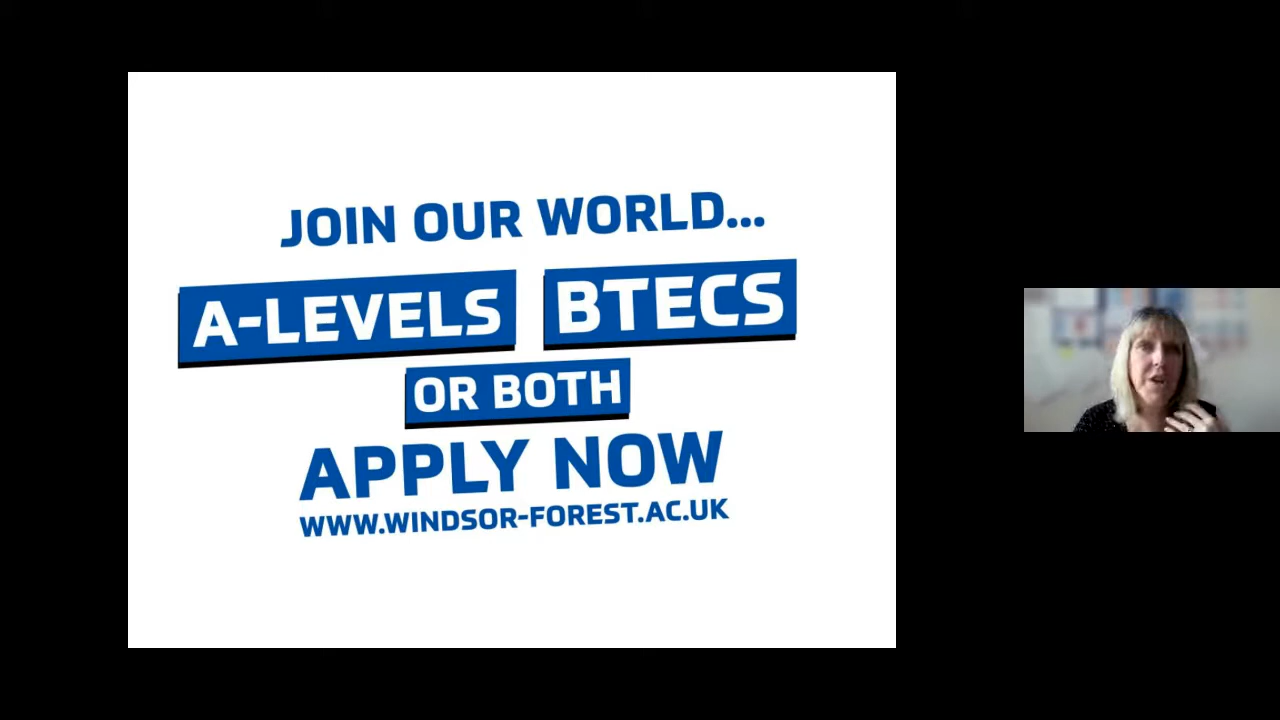 JOIN OUR WORLD...
A-LEVELS BTECS
OR BOTH
APPLY NOW
WWW.WINDSOR-FOREST.AC.UK